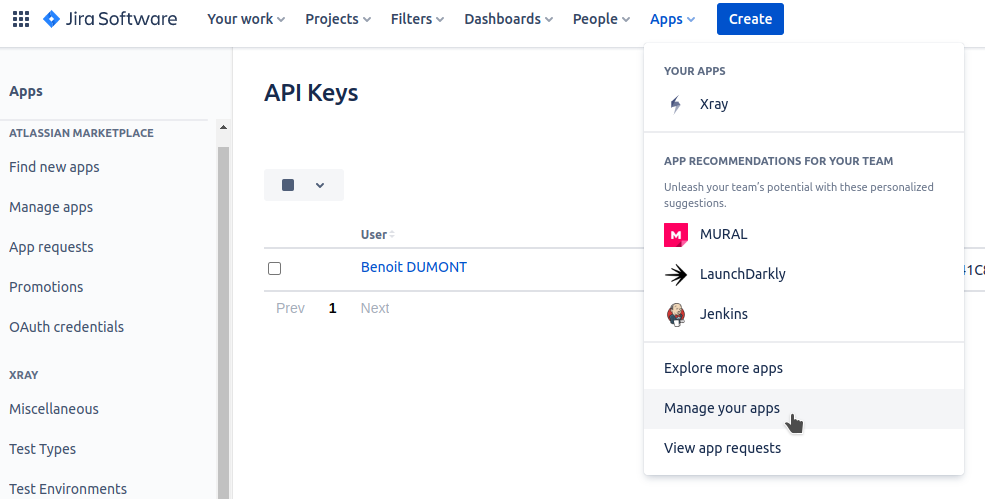 Jira Software
Your work
Projects
Filters
Dashboards
People
Apps
Create
Apps
ATLASSIAN MARKETPLACE
Find new apps
Manage apps
App requests
Promotions
OAuth credentials
XRAY
Miscellaneous
Test Types
Test Environments
API Keys
User
Benoit DUMONT
Prev 1 Next
YOUR APPS
Xray
APP RECOMMENDATIONS FOR YOUR TEAM
Unleash your team's potential with these personalized
suggestions.
M MURAL
LaunchDarkly
Jenkins
Explore more apps
Manage your apps
View app requests